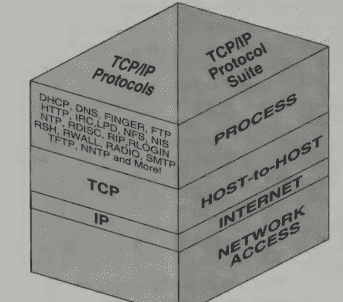 TCP/IP
Protocols
TCP/IP
Protocol
Suite
DHCP, DNS, FINGER, FTP
HTTP, IRC,LPD, NFS, NIS
NTP, RDISC, RIP,RLOGIN
RSH, RWALL, RADIO, SMTP
TFTP, NNTP and More!
TCP
IP
PROCESS
HOST-to-HOST
INTERNET
NETWORK
ACCESS